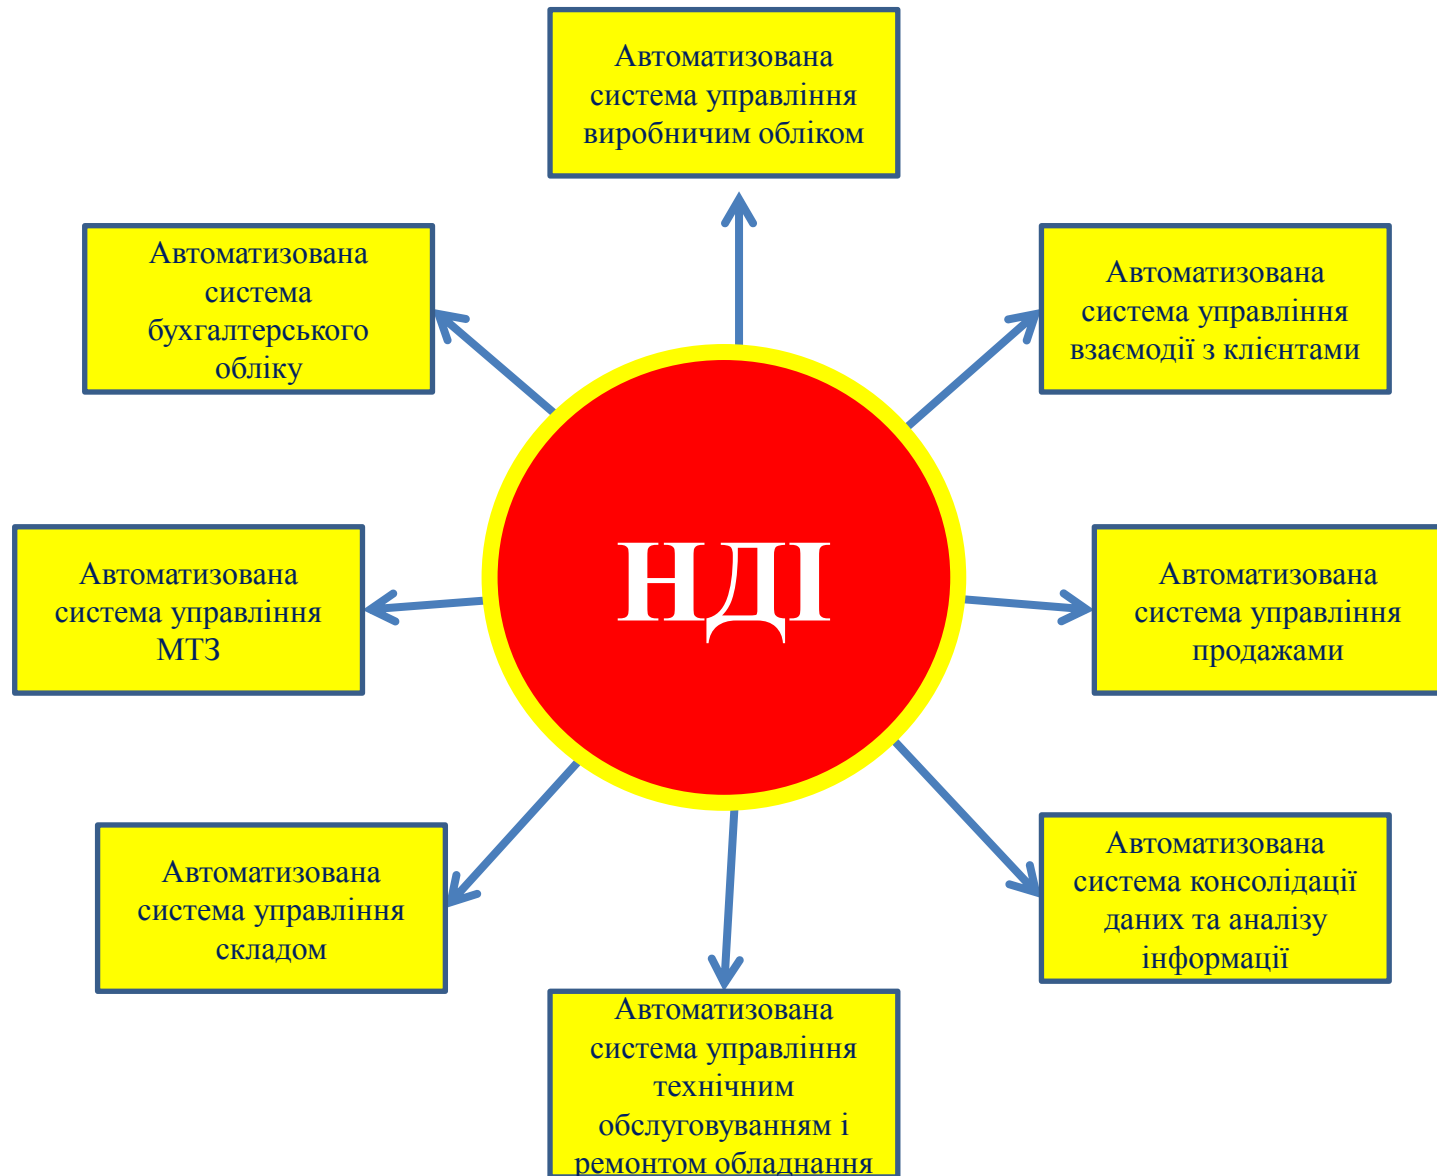 Автоматизована
система управління
виробничим обліком
Автоматизована
система
бухгалтерського
обліку
Автоматизована
система управління
взаємодії з клієнтами
НДІ
Автоматизована
система управління
МТЗ
Автоматизована
система управління
продажами
Автоматизована
система управління
складом
Автоматизована
система консолідації
даних та аналізу
інформації
Автоматизована
система управління
технічним
обслуговуванням і
ремонтом обладнання